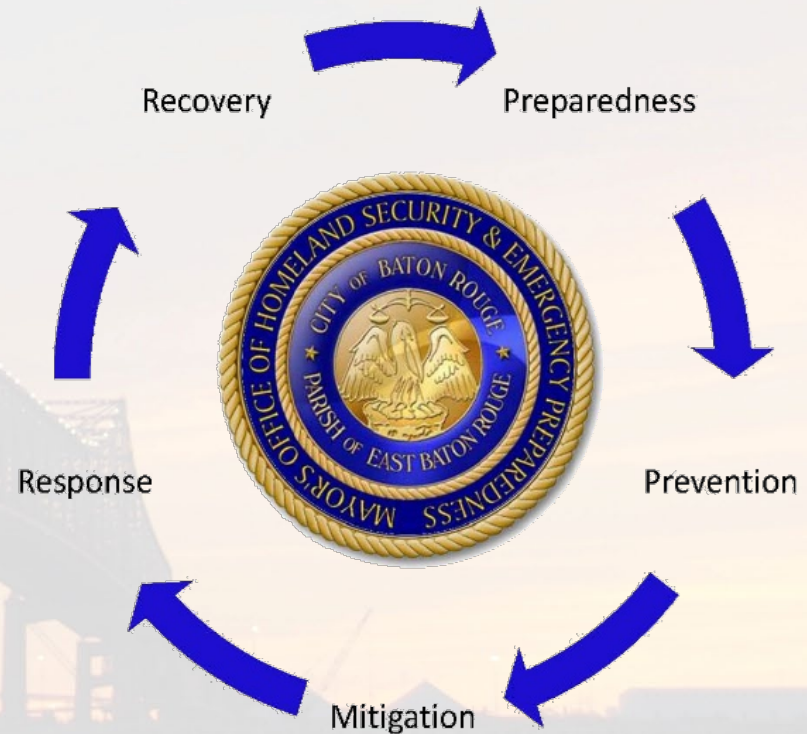 Recovery
Preparedness
MAYOR'S OFFICE OF HOMELAND SECURITY & EMERGENCY PREPAREDNESS
CITY OF BATON ROUGE
PARISH OF EAST BATON ROUGE
Response
Prevention
Mitigation